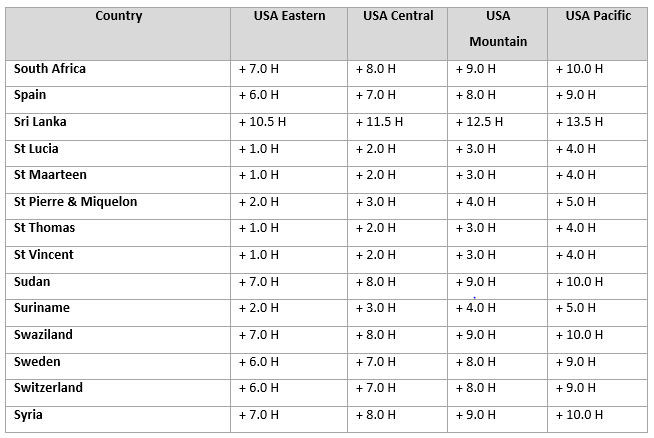 Country USA Eastern USA Central USA Mountain USA Pacific
South Africa + 7.0 H + 8.0 H + 9.0 H + 10.0 H
Spain + 6.0 H + 7.0 H + 8.0 H + 9.0 H
Sri Lanka + 10.5 H + 11.5 H + 12.5 H + 13.5 H
St Lucia + 1.0 H + 2.0 H + 3.0 H + 4.0 H
St Maarteen + 1.0 H + 2.0 H + 3.0 H + 4.0 H
St Pierre & Miquelon + 2.0 H + 3.0 H + 4.0 H + 5.0 H
St Thomas + 1.0 H + 2.0 H + 3.0 H + 4.0 H
St Vincent + 1.0 H + 2.0 H + 3.0 H + 4.0 H
Sudan + 7.0 H + 8.0 H + 9.0 H + 10.0 H
Suriname + 2.0 H + 3.0 H + 4.0 H + 5.0 H
Swaziland + 7.0 H + 8.0 H + 9.0 H + 10.0 H
Sweden + 6.0 H + 7.0 H + 8.0 H + 9.0 H
Switzerland + 6.0 H + 7.0 H + 8.0 H + 9.0 H
Syria + 7.0 H + 8.0 H + 9.0 H + 10.0 H